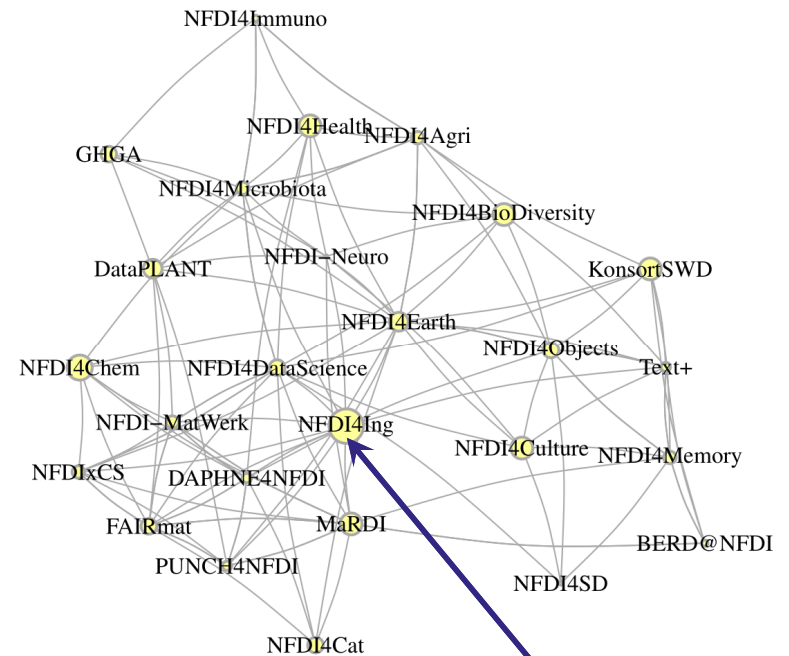 NFDI4Immuno
NFDI4Health
NFDI4Agri
GHGA
NFDI4Microbiota
NFDI4BioDiversity
NFDI–Neuro
DataPLANT
KonsortSWD
NFDI4Earth
NFDI4Objects
NFDI4Chem
NFDI4DataScience
Text+
NFDI–MatWerk
NFDI4Ing
NFDI4Culture
NFDI4Memory
NFDIxCS
DAPHNE4NFDI
FAIRmat
MaRDI
BERD@NFDI
PUNCH4NFDI
NFDI4SD
NFDI4Cat